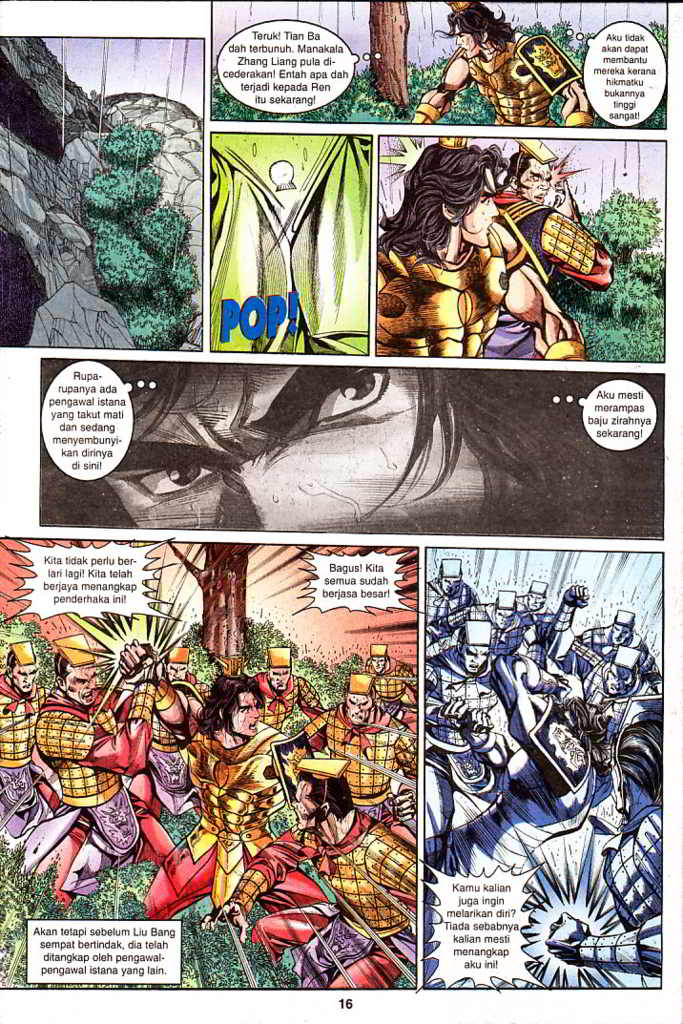 Teruk! Tian Ba
dah terbunuh. Manakala
Zhang Liang pula di-
cederakan! Entah apa dah
terjadi kepada Ren
itu sekarang!
Aku tidak
akan dapat
membantu
mereka kerana
hikmatku
bukannya
tinggi
sangat!
POP!
Rupa-
rupanya ada
pengawal istana
yang takut mati
dan sedang
menyembunyi-
kan dirinya
di sini!
Aku mesti
merampas
baju zirahnya
sekarang!
Kita tidak perlu ber-
lari lagi! Kita telah
berjaya menangkap
penderhaka ini!
Bagus! Kita
semua sudah
berjasa besar!
Akan tetapi sebelum Liu Bang
sempat bertindak, dia telah
ditangkap oleh pengawal-
pengawal istana yang lain.
Kamu kalian
juga ingin
melarikan diri?
Tiada sebabnya
kalian mesti
menangkap
aku ini!
16